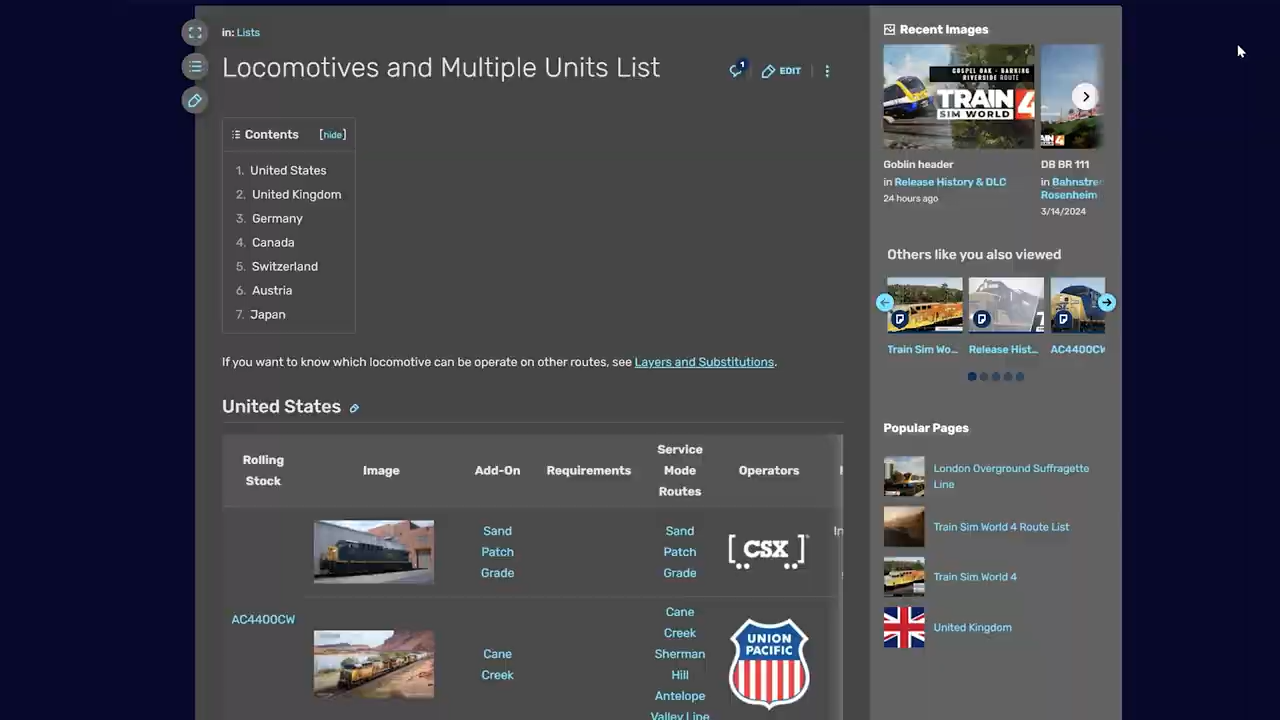 in: Lists
Locomotives and Multiple Units List
1
EDIT
Contents [hide]
1. United States
2. United Kingdom
3. Germany
4. Canada
5. Switzerland
6. Austria
7. Japan
If you want to know which locomotive can be operate on other routes, see Layers and Substitutions.
United States
Rolling Stock
Image
Add-On
Requirements
Service Mode Routes
Operators
Sand Patch Grade
Sand Patch Grade
CSX
In
AC4400CW
Cane Creek
Cane Creek
Sherman Hill
Antelope Valley Line
UNION PACIFIC
Recent Images
GOSPEL OAK - BARKING
RIVERSIDE ROUTE
TRAIN
SIM WORLD 4
Goblin header
in Release History & DLC
24 hours ago
DB BR 111
in Bahnstre
Rosenheim
3/14/2024
Others like you also viewed
Train Sim Wo...
Release Hist...
AC4400CW
Popular Pages
London Overground Suffragette
Line
Train Sim World 4 Route List
Train Sim World 4
United Kingdom